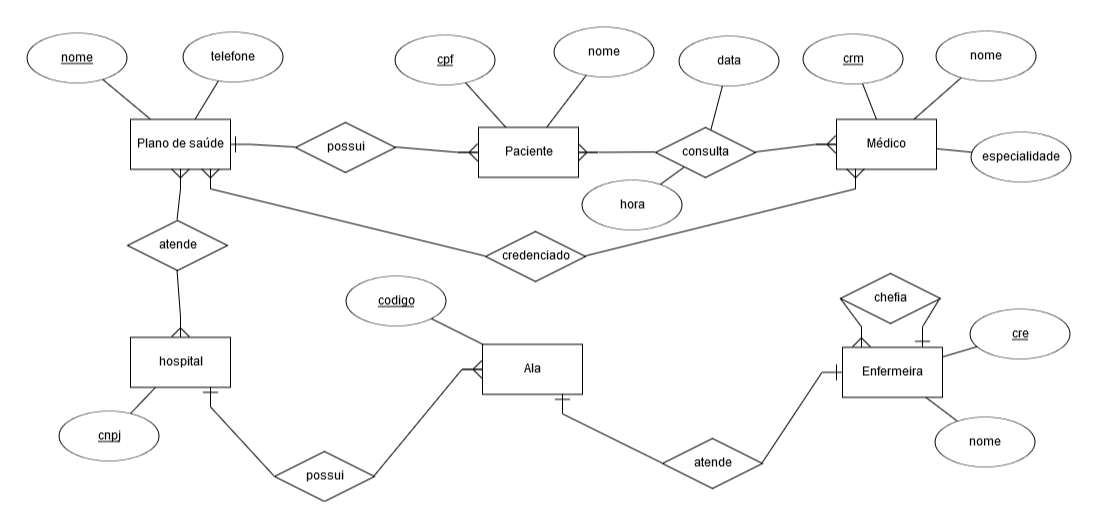 nome
telefone
cpf
nome
data
crm
nome
Plano de saúde
possui
Paciente
consulta
Médico
especialidade
hora
atende
credenciado
codigo
chefia
cre
hospital
Ala
Enfermeira
cnpj
nome
possui
atende